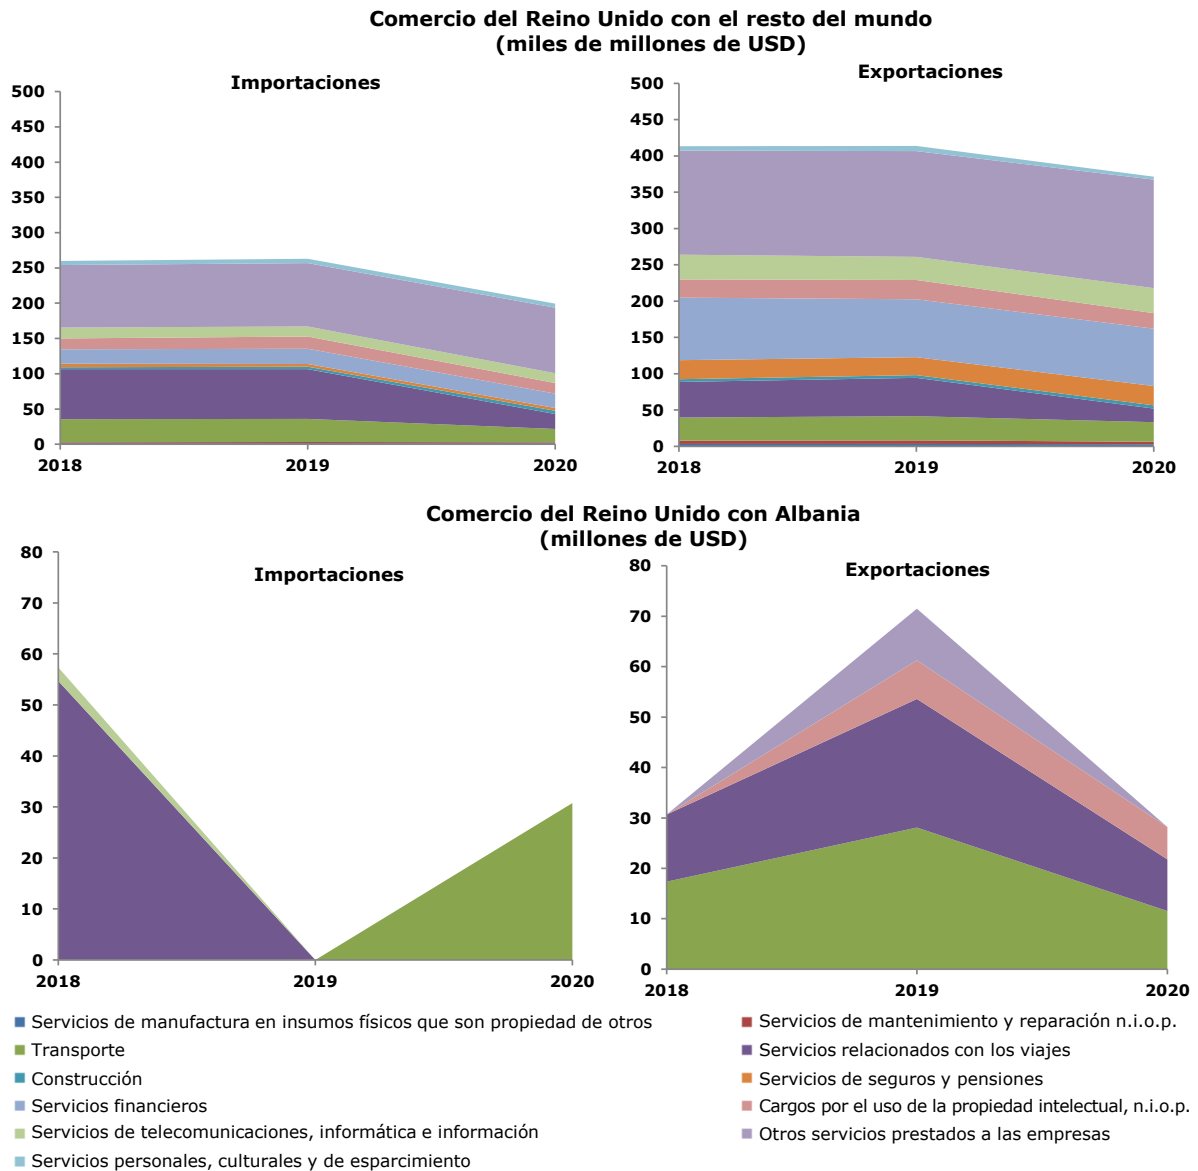 Comercio del Reino Unido con el resto del mundo
(miles de millones de USD)
Importaciones
500
450
400
350
300
250
200
150
100
50
0
2018
2019
2020
Exportaciones
500
450
400
350
300
250
200
150
100
50
0
2018
2019
2020
Comercio del Reino Unido con Albania
(millones de USD)
Importaciones
80
70
60
50
40
30
20
10
0
2018
2019
2020
Exportaciones
80
70
60
50
40
30
20
10
0
2018
2019
2020
Servicios de manufactura en insumos físicos que son propiedad de otros
Servicios de mantenimiento y reparación n.i.o.p.
Transporte
Servicios relacionados con los viajes
Construcción
Servicios de seguros y pensiones
Servicios financieros
Cargos por el uso de la propiedad intelectual, n.i.o.p.
Servicios de telecomunicaciones, informática e información
Otros servicios prestados a las empresas
Servicios personales, culturales y de esparcimiento